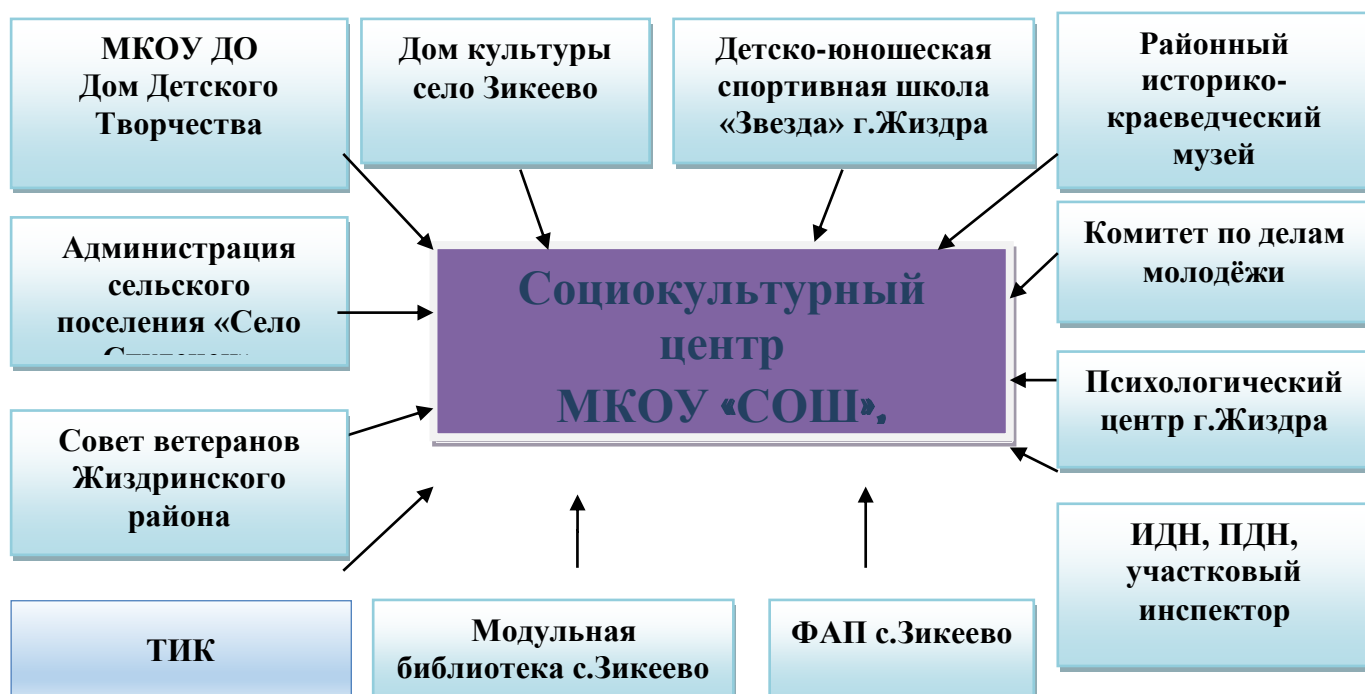 МКОУ ДО
Дом Детского
Творчества
Дом культуры
село Зикеево
Детско-юношеская
спортивная школа
«Звезда» г.Жиздра
Районный
историко-
краеведческий
музей
Администрация
сельского
поселения «Село
Социокультурный
центр
МКОУ «СОШ»,
Комитет по делам
молодёжи
Психологический
центр г.Жиздра
Совет ветеранов
Жиздринского
района
ИДН, ПДН,
участковый
инспектор
ТИК
Модульная
библиотека с.Зикеево
ФАП с.Зикеево